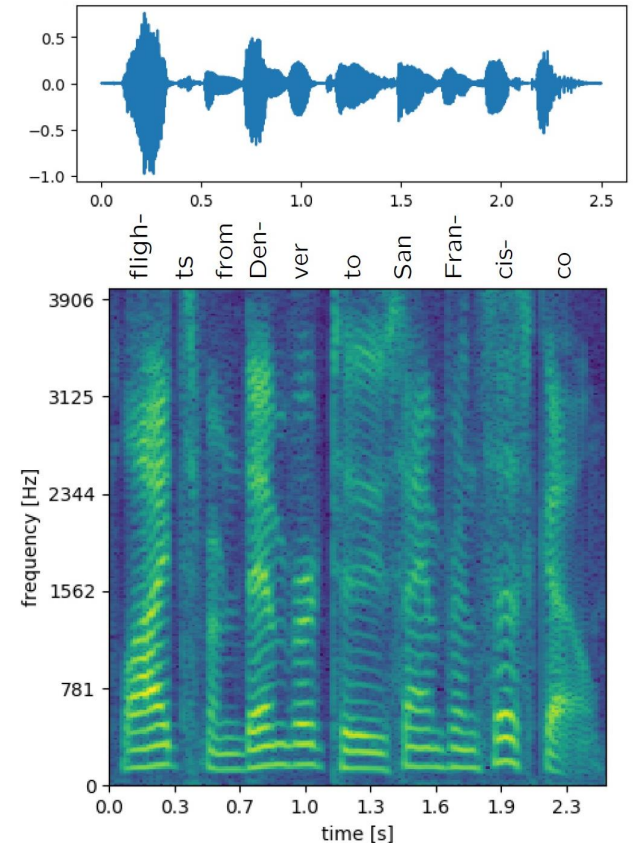 0.5
0.0
−0.5
−1.0
0.0 0.5 1.0 1.5 2.0 2.5
fligh- ts from Den- ver to San Fran- cis- co
3906
3125
2344
1562
781
0
frequency [Hz]
0.0 0.3 0.7 1.0 1.3 1.6 1.9 2.3
time [s]